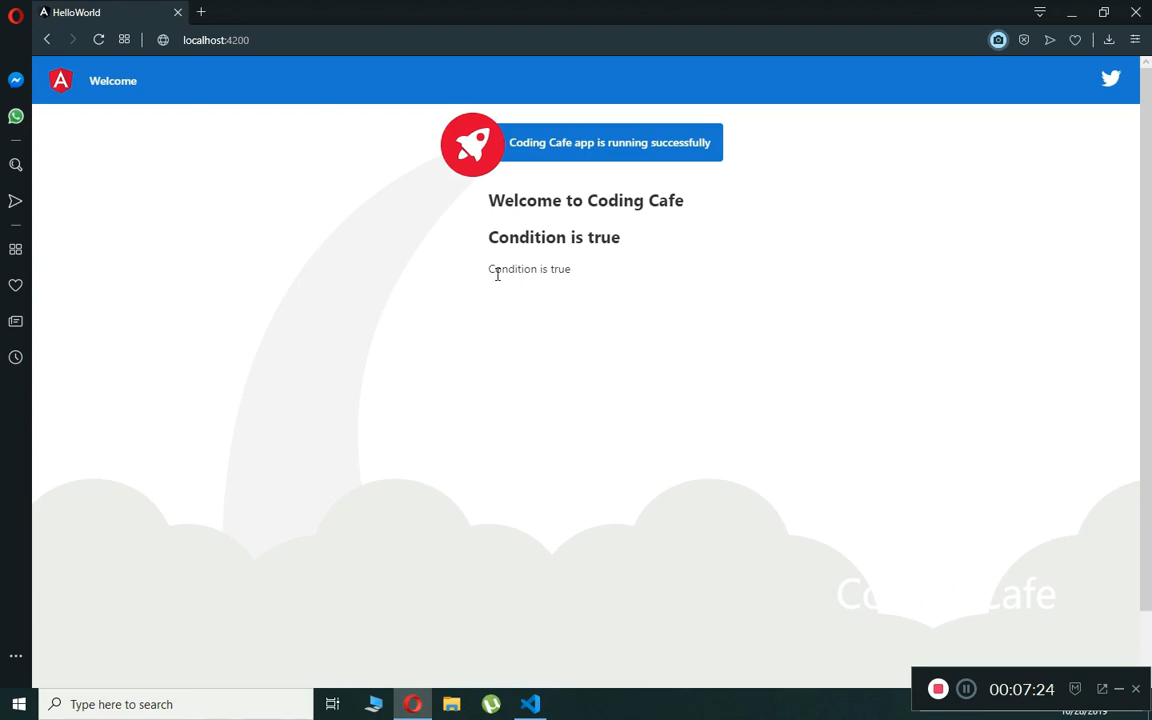 HelloWorld
localhost:4200
Welcome
Coding Cafe app is running successfully
Welcome to Coding Cafe
Condition is true
Condition is true
Type here to search
00:07:24